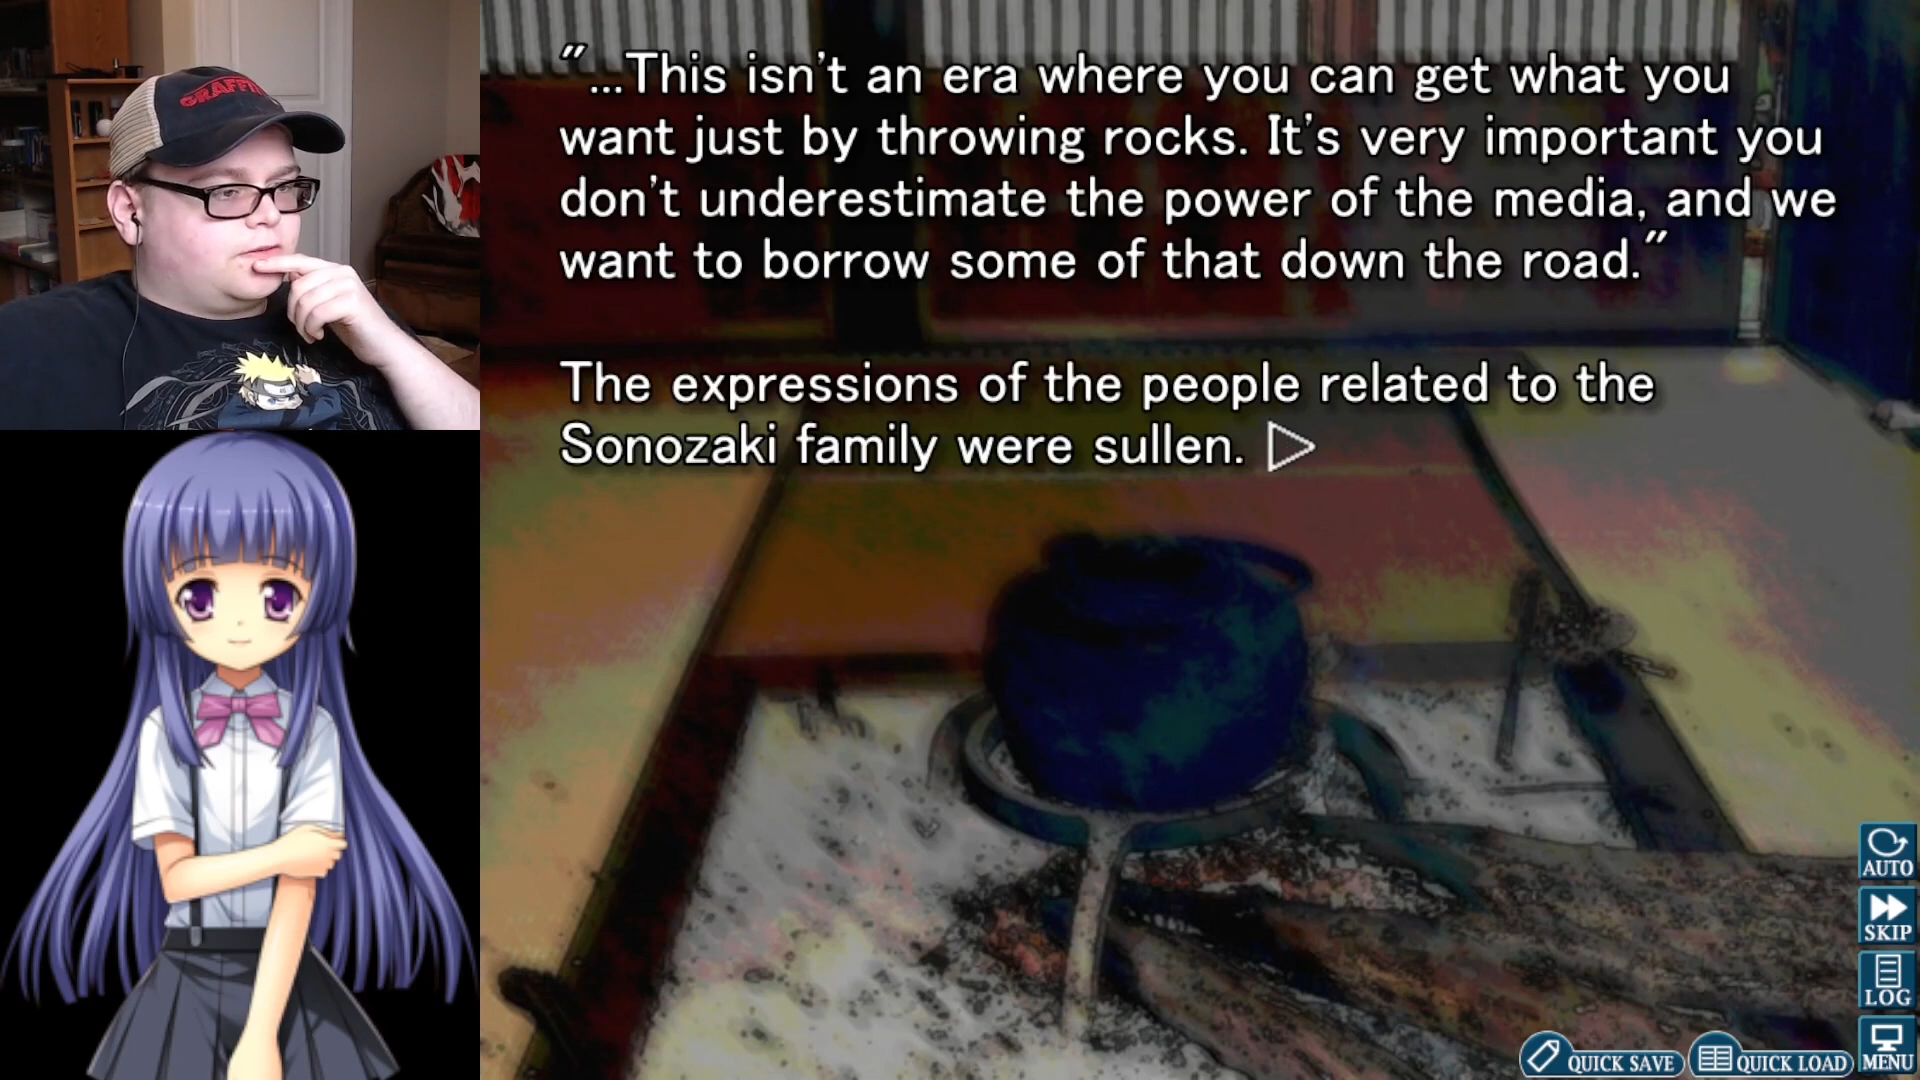 GRAFFITI
"...This isn't an era where you can get what you
want just by throwing rocks. It's very important you
don't underestimate the power of the media, and we
want to borrow some of that down the road."
The expressions of the people related to the
Sonozaki family were sullen.
AUTO
SKIP
LOG
MENU
QUICK SAVE
QUICK LOAD